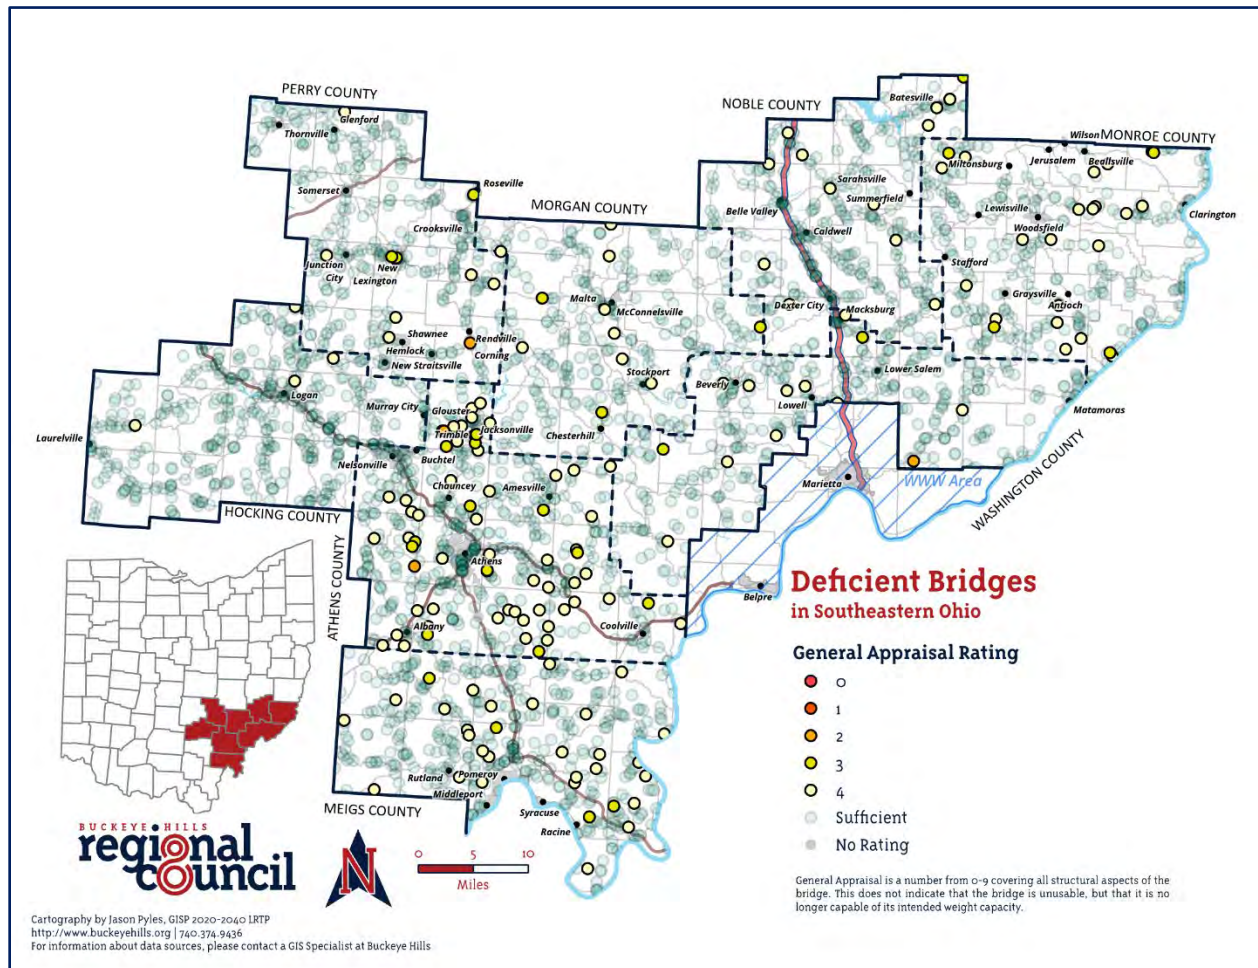 PERRY COUNTY
Glenford
Thornville
Somerset
Roseville
Crooksville
Junction
City
New
Lexington
Shawnee
Hemlock
New Straitsville
Rendville
Corning
MORGAN COUNTY
Malta
McConnelsville
Stockport
Chesterhill
NOBLE COUNTY
Batesville
Belle Valley
Sarahsville
Summerfield
Caldwell
Dexter City
Macksburg
Wilson
MONROE COUNTY
Miltonsburg
Jerusalem
Beallsville
Lewisville
Woodsfield
Clarington
Stafford
Graysville
Antioch
Beverly
Lowell
Lower Salem
Matamoras
Marietta
WWW Area
WASHINGTON COUNTY
Belpre
Laurelville
Logan
Murray City
HOCKING COUNTY
Glouster
Trimble
Jacksonville
Nelsonville
Buchtel
Chauncey
Amesville
ATHENS COUNTY
Athens
Albany
Coolville
MEIGS COUNTY
Rutland
Pomeroy
Middleport
Syracuse
Racine
Deficient Bridges
in Southeastern Ohio
General Appraisal Rating
0
1
2
3
4
Sufficient
No Rating
General Appraisal is a number from 0-9 covering all structural aspects of the
bridge. This does not indicate that the bridge is unusable, but that it is no
longer capable of its intended weight capacity.
BUCKEYE HILLS
regional
council
N
0 5 10
Miles
Cartography by Jason Pyles, GISP 2020-2040 LRTP
http://www.buckeyehills.org | 740.374.9436
For information about data sources, please contact a GIS Specialist at Buckeye Hills